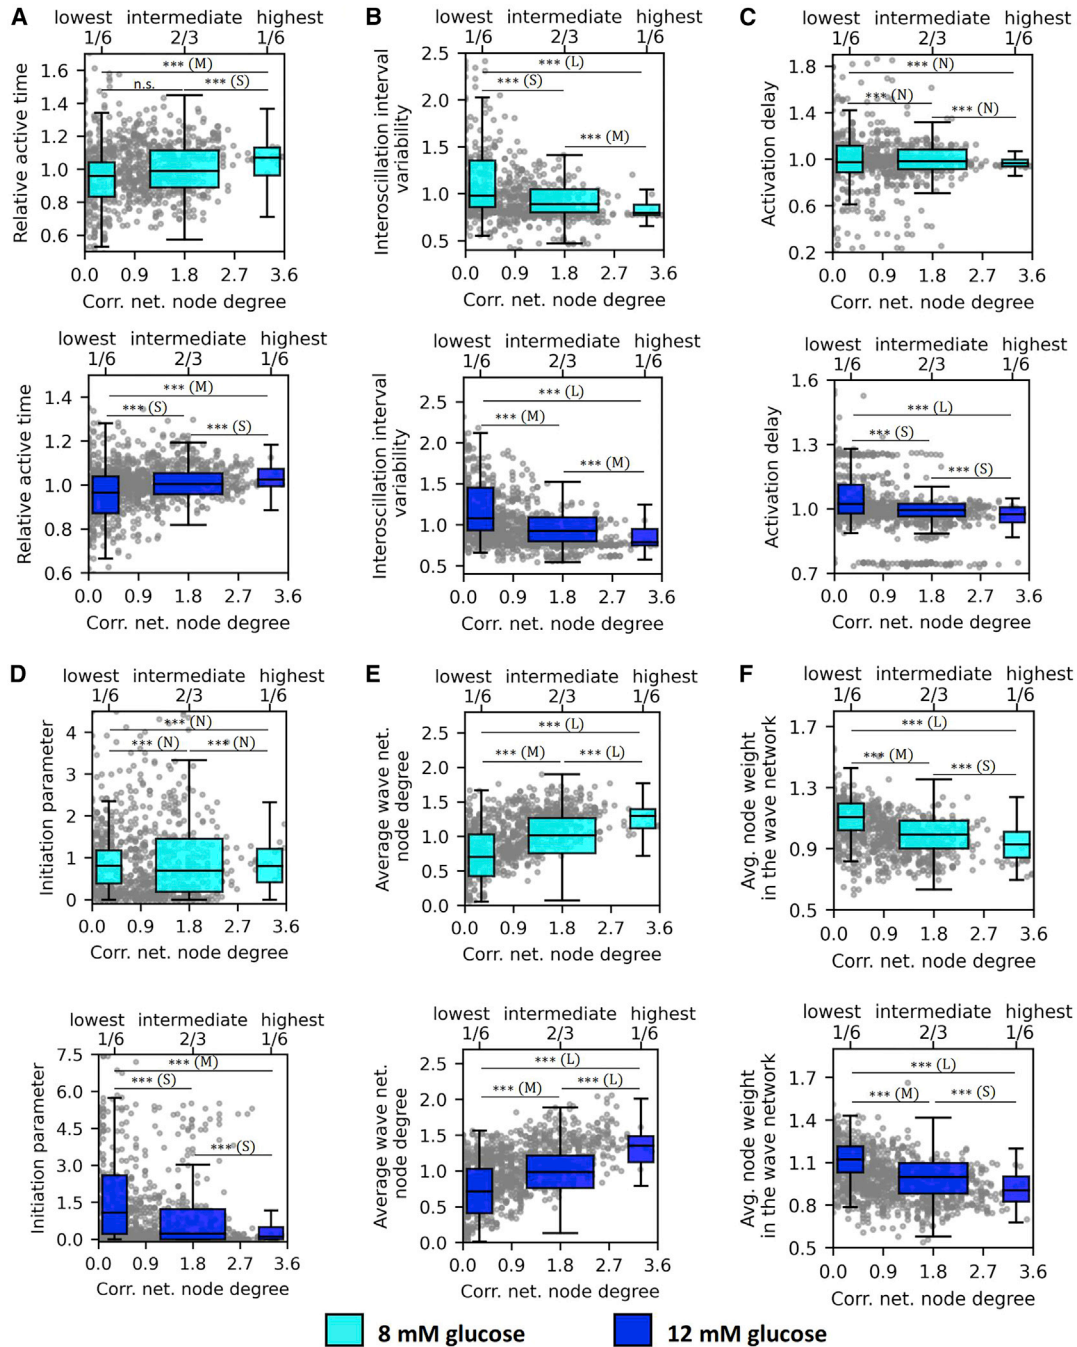 A
lowest intermediate highest
1/6 2/3 1/6
Relative active time
1.6
1.4
1.2
1.0
0.8
0.6
*** (M)
n.s.
*** (S)
0.0 0.9 1.8 2.7 3.6
Corr. net. node degree
B
lowest intermediate highest
1/6 2/3 1/6
Interoscillation interval
variability
2.5
2.0
1.5
1.0
0.5
*** (L)
*** (S)
*** (M)
0.0 0.9 1.8 2.7 3.6
Corr. net. node degree
C
lowest intermediate highest
1/6 2/3 1/6
Activation delay
1.8
1.4
1.0
0.6
0.2
*** (N)
*** (N)
*** (N)
0.0 0.9 1.8 2.7 3.6
Corr. net. node degree
lowest intermediate highest
1/6 2/3 1/6
Relative active time
1.4
1.2
1.0
0.8
0.6
*** (M)
*** (S)
*** (S)
0.0 0.9 1.8 2.7 3.6
Corr. net. node degree
lowest intermediate highest
1/6 2/3 1/6
Interoscillation interval
variability
2.5
2.0
1.5
1.0
0.5
*** (L)
*** (M)
*** (M)
0.0 0.9 1.8 2.7 3.6
Corr. net. node degree
lowest intermediate highest
1/6 2/3 1/6
Activation delay
1.6
1.3
1.0
0.7
*** (L)
*** (S)
*** (S)
0.0 0.9 1.8 2.7 3.6
Corr. net. node degree
D
lowest intermediate highest
1/6 2/3 1/6
Initiation parameter
4
3
2
1
0
*** (N)
*** (N)
*** (N)
0.0 0.9 1.8 2.7 3.6
Corr. net. node degree
E
lowest intermediate highest
1/6 2/3 1/6
Average wave net.
node degree
2.5
2.0
1.5
1.0
0.5
0.0
*** (L)
*** (M)
*** (L)
0.0 0.9 1.8 2.7 3.6
Corr. net. node degree
F
lowest intermediate highest
1/6 2/3 1/6
Avg. node weight
in the wave network
1.7
1.3
0.9
0.5
*** (L)
*** (M)
*** (S)
0.0 0.9 1.8 2.7 3.6
Corr. net. node degree
lowest intermediate highest
1/6 2/3 1/6
Initiation parameter
7.5
6.0
4.5
3.0
1.5
0.0
*** (M)
*** (S)
*** (S)
0.0 0.9 1.8 2.7 3.6
Corr. net. node degree
lowest intermediate highest
1/6 2/3 1/6
Average wave net.
node degree
2.5
2.0
1.5
1.0
0.5
0.0
*** (L)
*** (M)
*** (L)
0.0 0.9 1.8 2.7 3.6
Corr. net. node degree
lowest intermediate highest
1/6 2/3 1/6
Avg. node weight
in the wave network
1.7
1.4
1.1
0.8
0.5
*** (L)
*** (M)
*** (S)
0.0 0.9 1.8 2.7 3.6
Corr. net. node degree
8 mM glucose
12 mM glucose